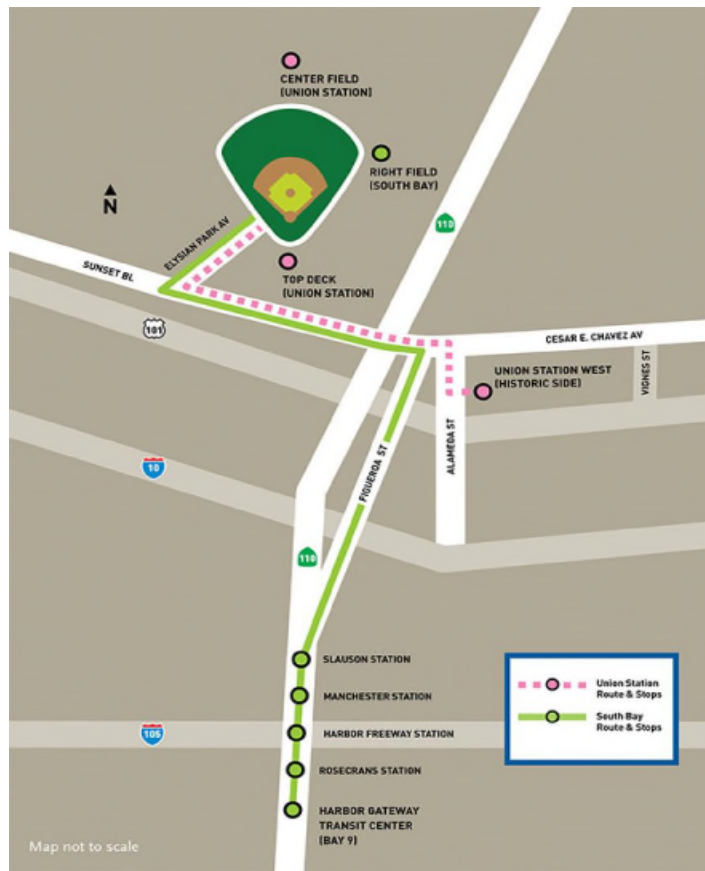 CENTER FIELD
(UNION STATION)
RIGHT FIELD
(SOUTH BAY)
N
ELYSIAN PARK AV
110
SUNSET BL
TOP DECK
(UNION STATION)
101
CESAR E. CHAVEZ AV
UNION STATION WEST
(HISTORIC SIDE)
VIGNES ST
ALAMEDA ST
10
FIGUEROA ST
110
SLAUSON STATION
Union Station
Route & Stops
MANCHESTER STATION
South Bay
Route & Stops
105
HARBOR FREEWAY STATION
ROSECRANS STATION
HARBOR GATEWAY
TRANSIT CENTER
(BAY 9)
Map not to scale